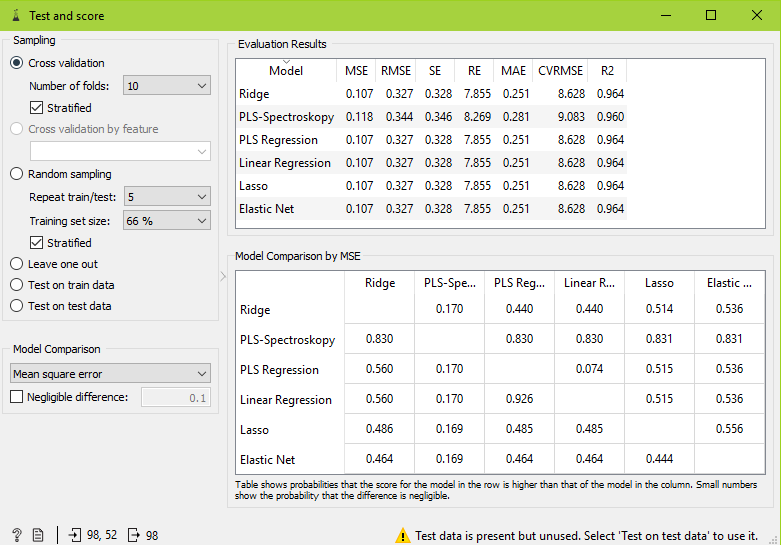 Test and score
Sampling
Cross validation
Number of folds: 10
Stratified
Cross validation by feature
Random sampling
Repeat train/test: 5
Training set size: 66 %
Stratified
Leave one out
Test on train data
Test on test data
Model Comparison
Mean square error
Negligible difference: 0.1
Evaluation Results
Model MSE RMSE SE RE MAE CVRMSE R2
Ridge 0.107 0.327 0.328 7.855 0.251 8.628 0.964
PLS-Spectroskopy 0.118 0.344 0.346 8.269 0.281 9.083 0.960
PLS Regression 0.107 0.327 0.328 7.855 0.251 8.628 0.964
Linear Regression 0.107 0.327 0.328 7.855 0.251 8.628 0.964
Lasso 0.107 0.327 0.328 7.855 0.251 8.628 0.964
Elastic Net 0.107 0.327 0.328 7.855 0.251 8.628 0.964
Model Comparison by MSE
Ridge PLS-Spe... PLS Reg... Linear R... Lasso Elastic ...
Ridge 0.170 0.440 0.440 0.514 0.536
PLS-Spectroskopy 0.830 0.830 0.830 0.831 0.831
PLS Regression 0.560 0.170 0.074 0.515 0.536
Linear Regression 0.560 0.170 0.926 0.515 0.536
Lasso 0.486 0.169 0.485 0.485 0.556
Elastic Net 0.464 0.169 0.464 0.464 0.444
Table shows probabilities that the score for the model in the row is higher than that of the model in the column. Small numbers
show the probability that the difference is negligible.
? 98, 52 98
Test data is present but unused. Select 'Test on test data' to use it.